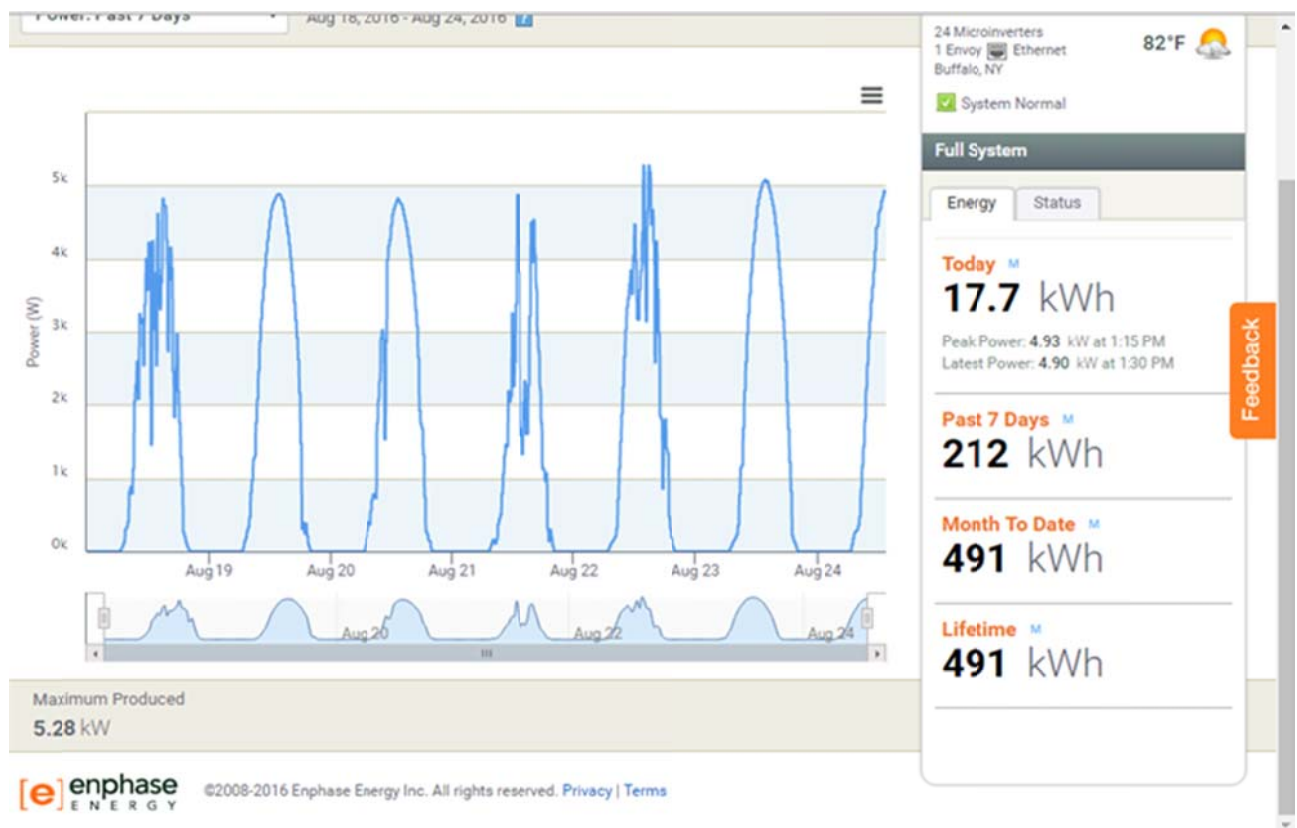 Power: Past 7 Days
Aug 18, 2016 - Aug 24, 2016
24 Microinverters
1 Envoy Ethernet
Buffalo, NY
82°F
System Normal
Full System
Energy Status
Today M
17.7 kWh
Peak Power: 4.93 kW at 1:15 PM
Latest Power: 4.90 kW at 1:30 PM
Past 7 Days M
212 kWh
Month To Date M
491 kWh
Lifetime M
491 kWh
Feedback
Power (W)
5k
4k
3k
2k
1k
0k
Aug 19 Aug 20 Aug 21 Aug 22 Aug 23 Aug 24
Aug 20 Aug 22 Aug 24
Maximum Produced
5.28 kW
[e] enphase
ENERGY
©2008-2016 Enphase Energy Inc. All rights reserved. Privacy | Terms